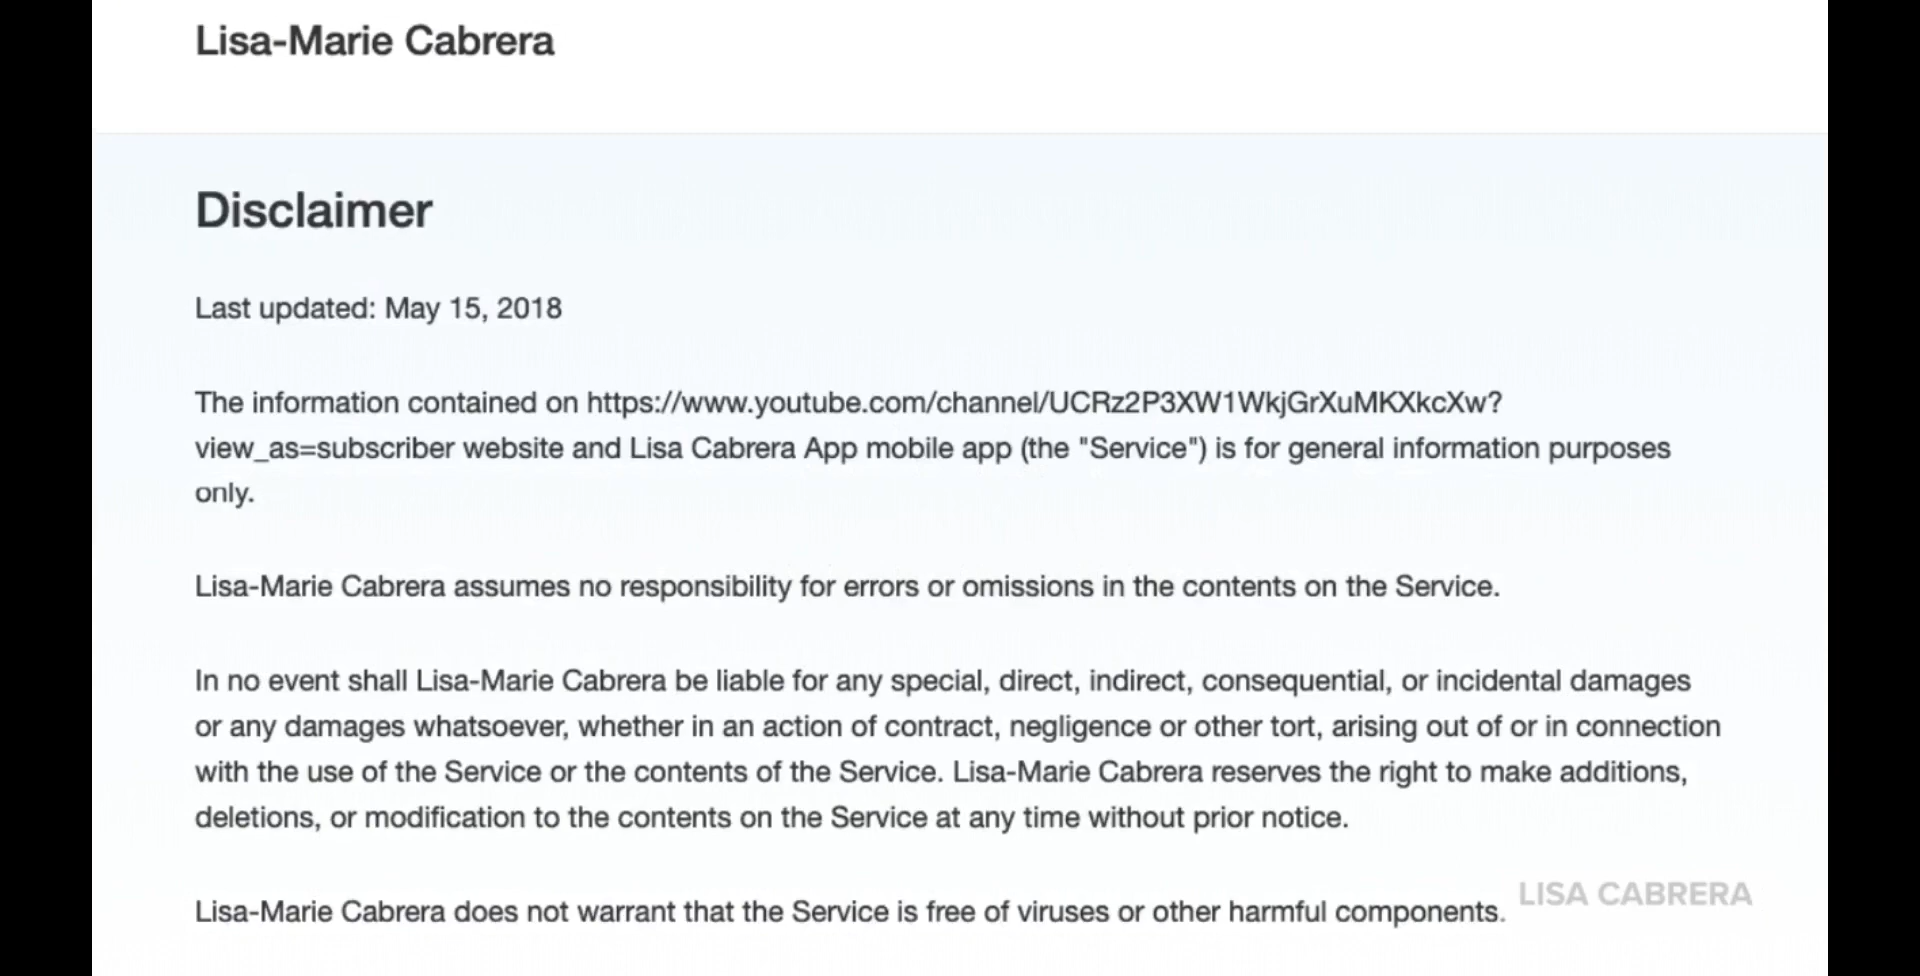 Lisa-Marie Cabrera
Disclaimer
Last updated: May 15, 2018
The information contained on https://www.youtube.com/channel/UCRz2P3XW1WkjGrXuMKXkcXw?
view_as=subscriber website and Lisa Cabrera App mobile app (the "Service") is for general information purposes
only.
Lisa-Marie Cabrera assumes no responsibility for errors or omissions in the contents on the Service.
In no event shall Lisa-Marie Cabrera be liable for any special, direct, indirect, consequential, or incidental damages
or any damages whatsoever, whether in an action of contract, negligence or other tort, arising out of or in connection
with the use of the Service or the contents of the Service. Lisa-Marie Cabrera reserves the right to make additions,
deletions, or modification to the contents on the Service at any time without prior notice.
Lisa-Marie Cabrera does not warrant that the Service is free of viruses or other harmful components.
LISA CABRERA